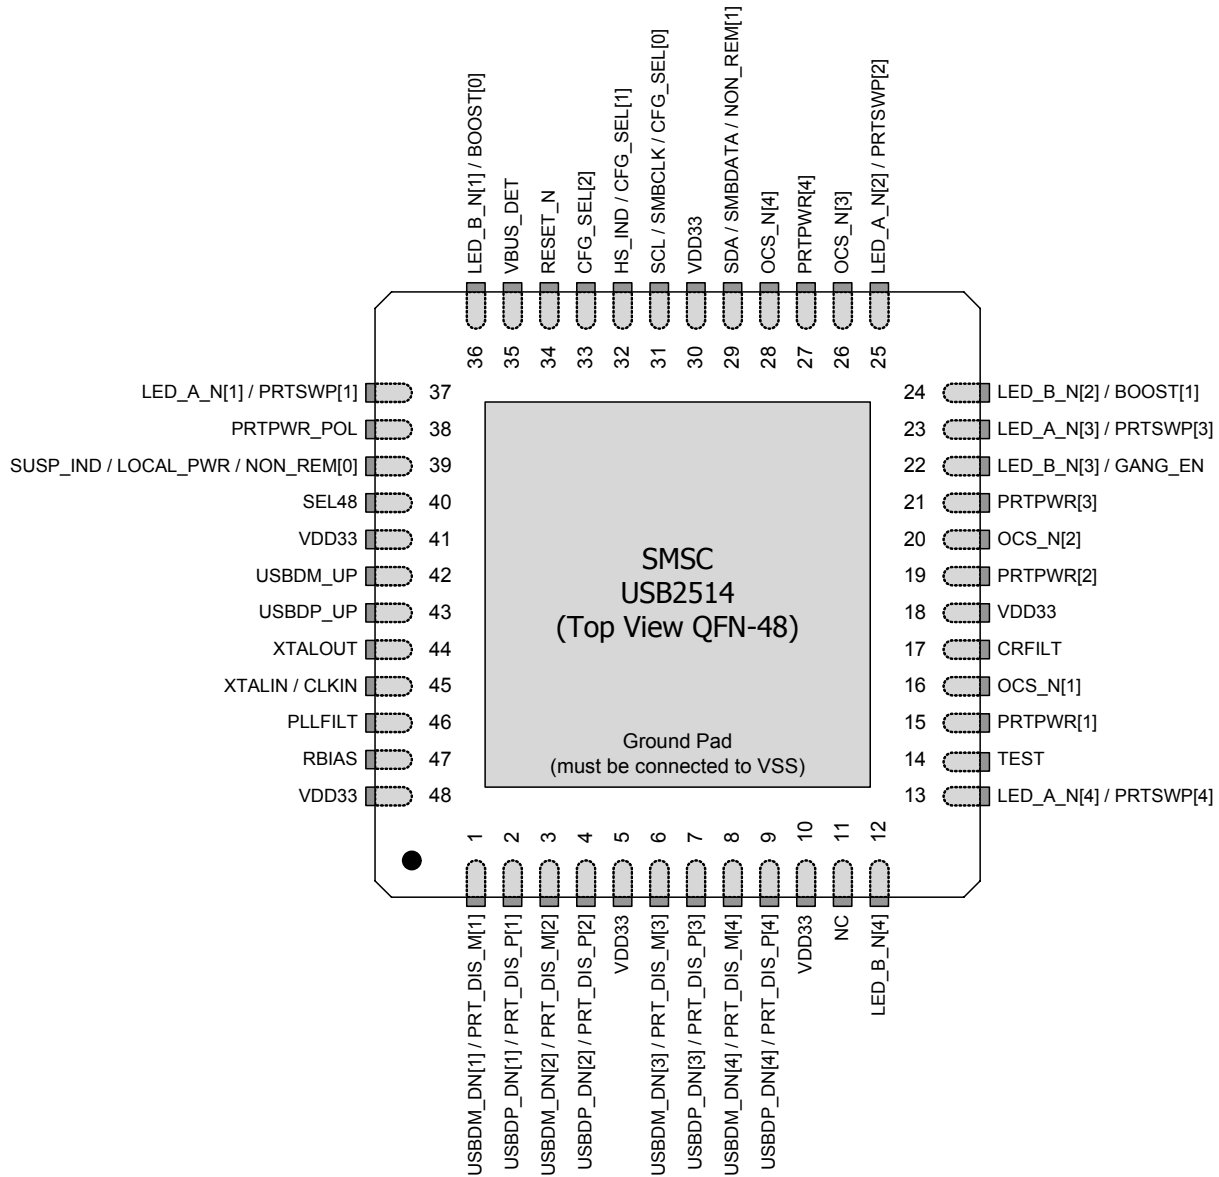 LED_B_N[1] / BOOST[0]
VBUS_DET
RESET_N
CFG_SEL[2]
HS_IND / CFG_SEL[1]
SCL / SMBCLK / CFG_SEL[0]
VDD33
SDA / SMBDATA / NON_REM[1]
OCS_N[4]
PRTPWR[4]
OCS_N[3]
LED_A_N[2] / PRTSWP[2]
36
35
34
33
32
31
30
29
28
27
26
25
LED_A_N[1] / PRTSWP[1] 37
PRTPWR_POL 38
SUSP_IND / LOCAL_PWR / NON_REM[0] 39
SEL48 40
VDD33 41
USBDM_UP 42
USBDP_UP 43
XTALOUT 44
XTALIN / CLKIN 45
PLLFILT 46
RBIAS 47
VDD33 48
SMSC
USB2514
(Top View QFN-48)
Ground Pad
(must be connected to VSS)
24 LED_B_N[2] / BOOST[1]
23 LED_A_N[3] / PRTSWP[3]
22 LED_B_N[3] / GANG_EN
21 PRTPWR[3]
20 OCS_N[2]
19 PRTPWR[2]
18 VDD33
17 CRFILT
16 OCS_N[1]
15 PRTPWR[1]
14 TEST
13 LED_A_N[4] / PRTSWP[4]
1
2
3
4
5
6
7
8
9
10
11
12
USBDM_DN[1] / PRT_DIS_M[1]
USBDP_DN[1] / PRT_DIS_P[1]
USBDM_DN[2] / PRT_DIS_M[2]
USBDP_DN[2] / PRT_DIS_P[2]
VDD33
USBDM_DN[3] / PRT_DIS_M[3]
USBDP_DN[3] / PRT_DIS_P[3]
USBDM_DN[4] / PRT_DIS_M[4]
USBDP_DN[4] / PRT_DIS_P[4]
VDD33
NC
LED_B_N[4]